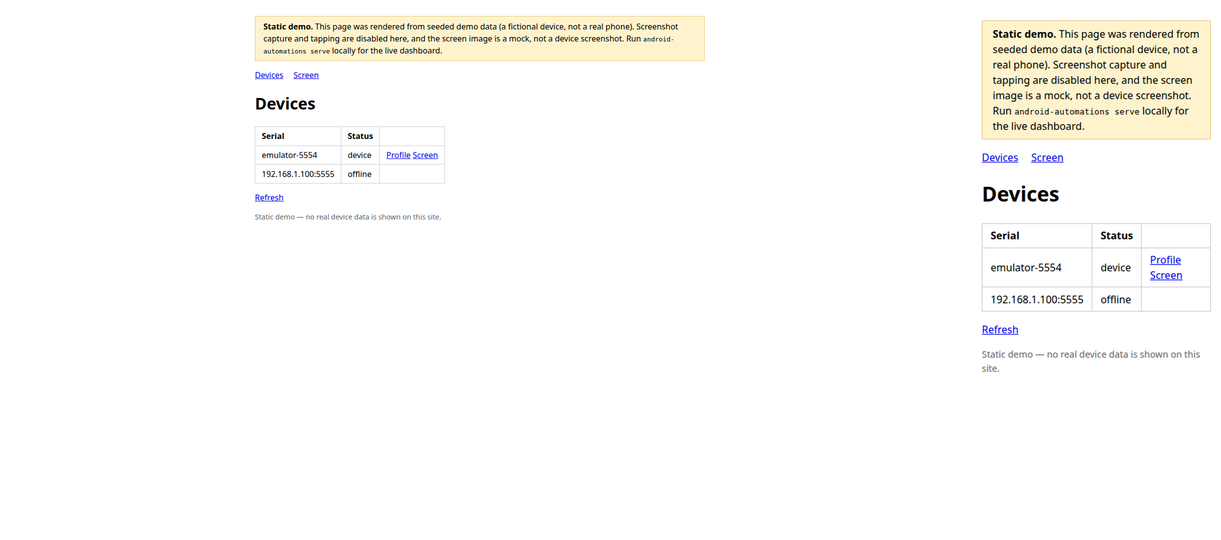 Static demo. This page was rendered from seeded demo data (a fictional device, not a real phone). Screenshot
capture and tapping are disabled here, and the screen image is a mock, not a device screenshot. Run android-
automations serve locally for the live dashboard.
Devices Screen
Devices
Serial Status
emulator-5554 device Profile Screen
192.168.1.100:5555 offline
Refresh
Static demo — no real device data is shown on this site.
Static demo. This page was rendered from
seeded demo data (a fictional device, not a
real phone). Screenshot capture and
tapping are disabled here, and the screen
image is a mock, not a device screenshot.
Run android-automations serve locally for
the live dashboard.
Devices Screen
Devices
Serial Status
emulator-5554 device Profile
Screen
192.168.1.100:5555 offline
Refresh
Static demo — no real device data is shown on this
site.